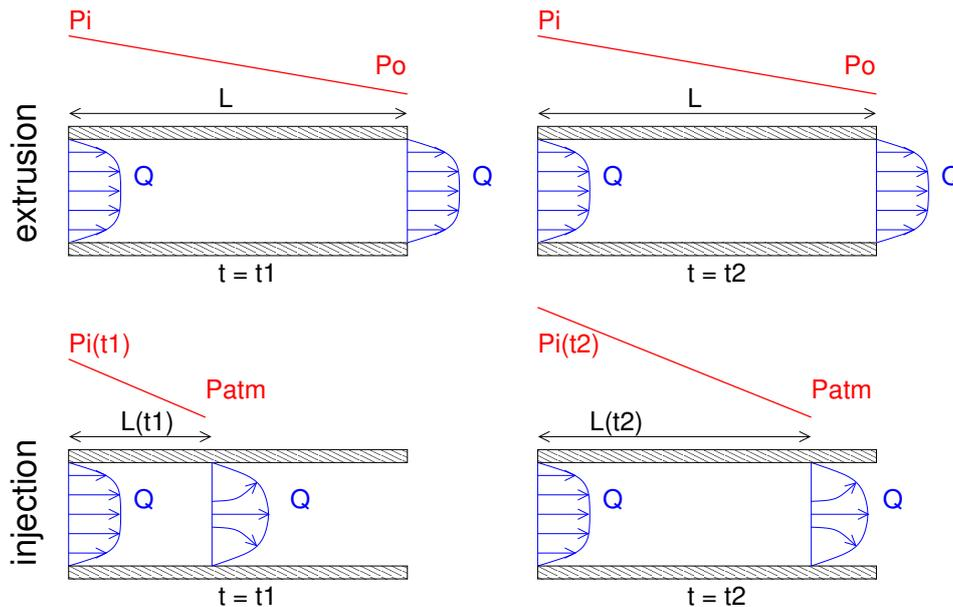 Pi
Po
L
Q
Q
t = t1
Pi
Po
L
Q
Q
t = t2
extrusion
Pi(t1)
Patm
L(t1)
Q
Q
t = t1
Pi(t2)
Patm
L(t2)
Q
Q
t = t2
injection